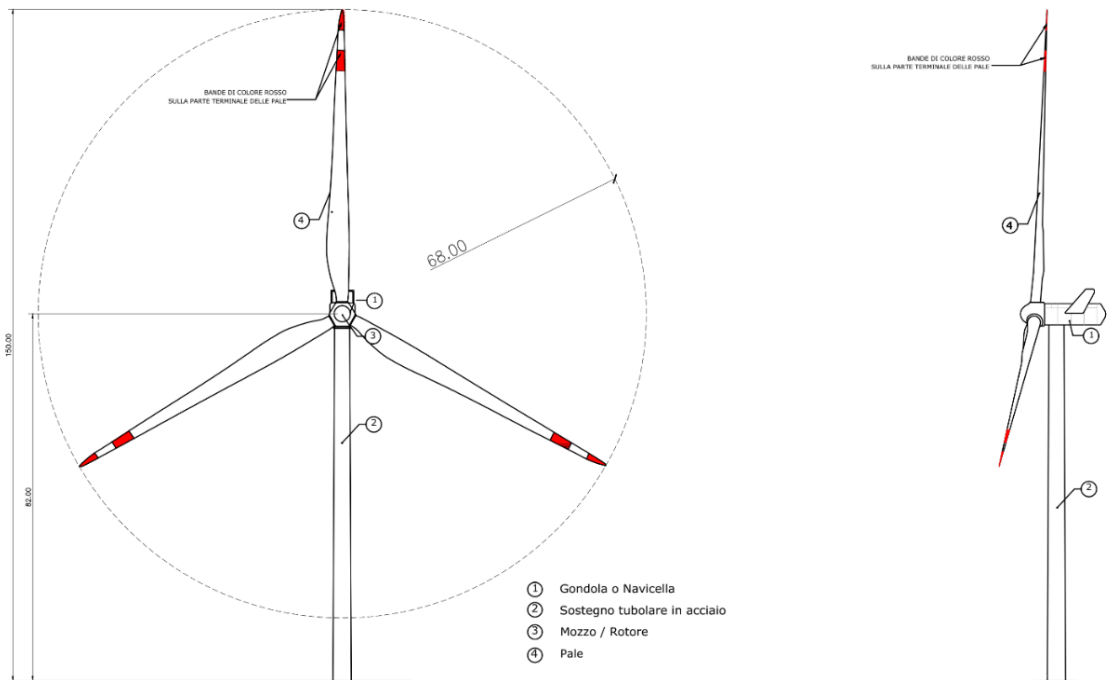 BANDE DI COLORE ROSSO
SULLA PARTE TERMINALE DELLE PALE
BANDE DI COLORE ROSSO
SULLA PARTE TERMINALE DELLE PALE
4
68.00
4
1
3
1
150.00
82.00
2
2
1 Gondola o Navicella
2 Sostegno tubolare in acciaio
3 Mozzo / Rotore
4 Pale